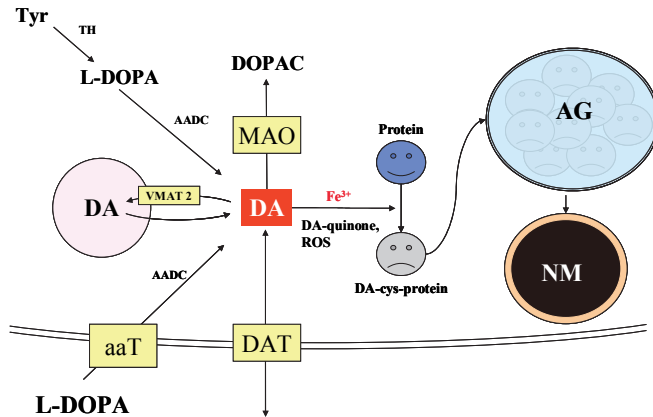 Tyr
TH
L-DOPA
DOPAC
AADC
MAO
Protein
AG
VMAT 2
DA
DA
Fe³⁺
DA-quinone,
ROS
AADC
DA-cys-protein
NM
aaT
DAT
L-DOPA